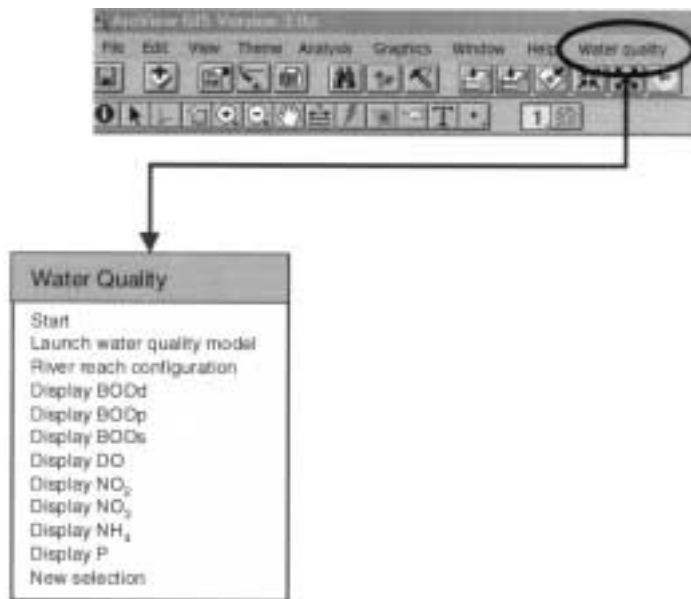 ArcView GIS Version 3.0a
File Edit View Theme Analysis Graphics Window Help Water quality
T 1
Water Quality
Start
Launch water quality model
River reach configuration
Display BODd
Display BODp
Display BODs
Display DO
Display NO₂
Display NO₃
Display NH₄
Display P
New selection